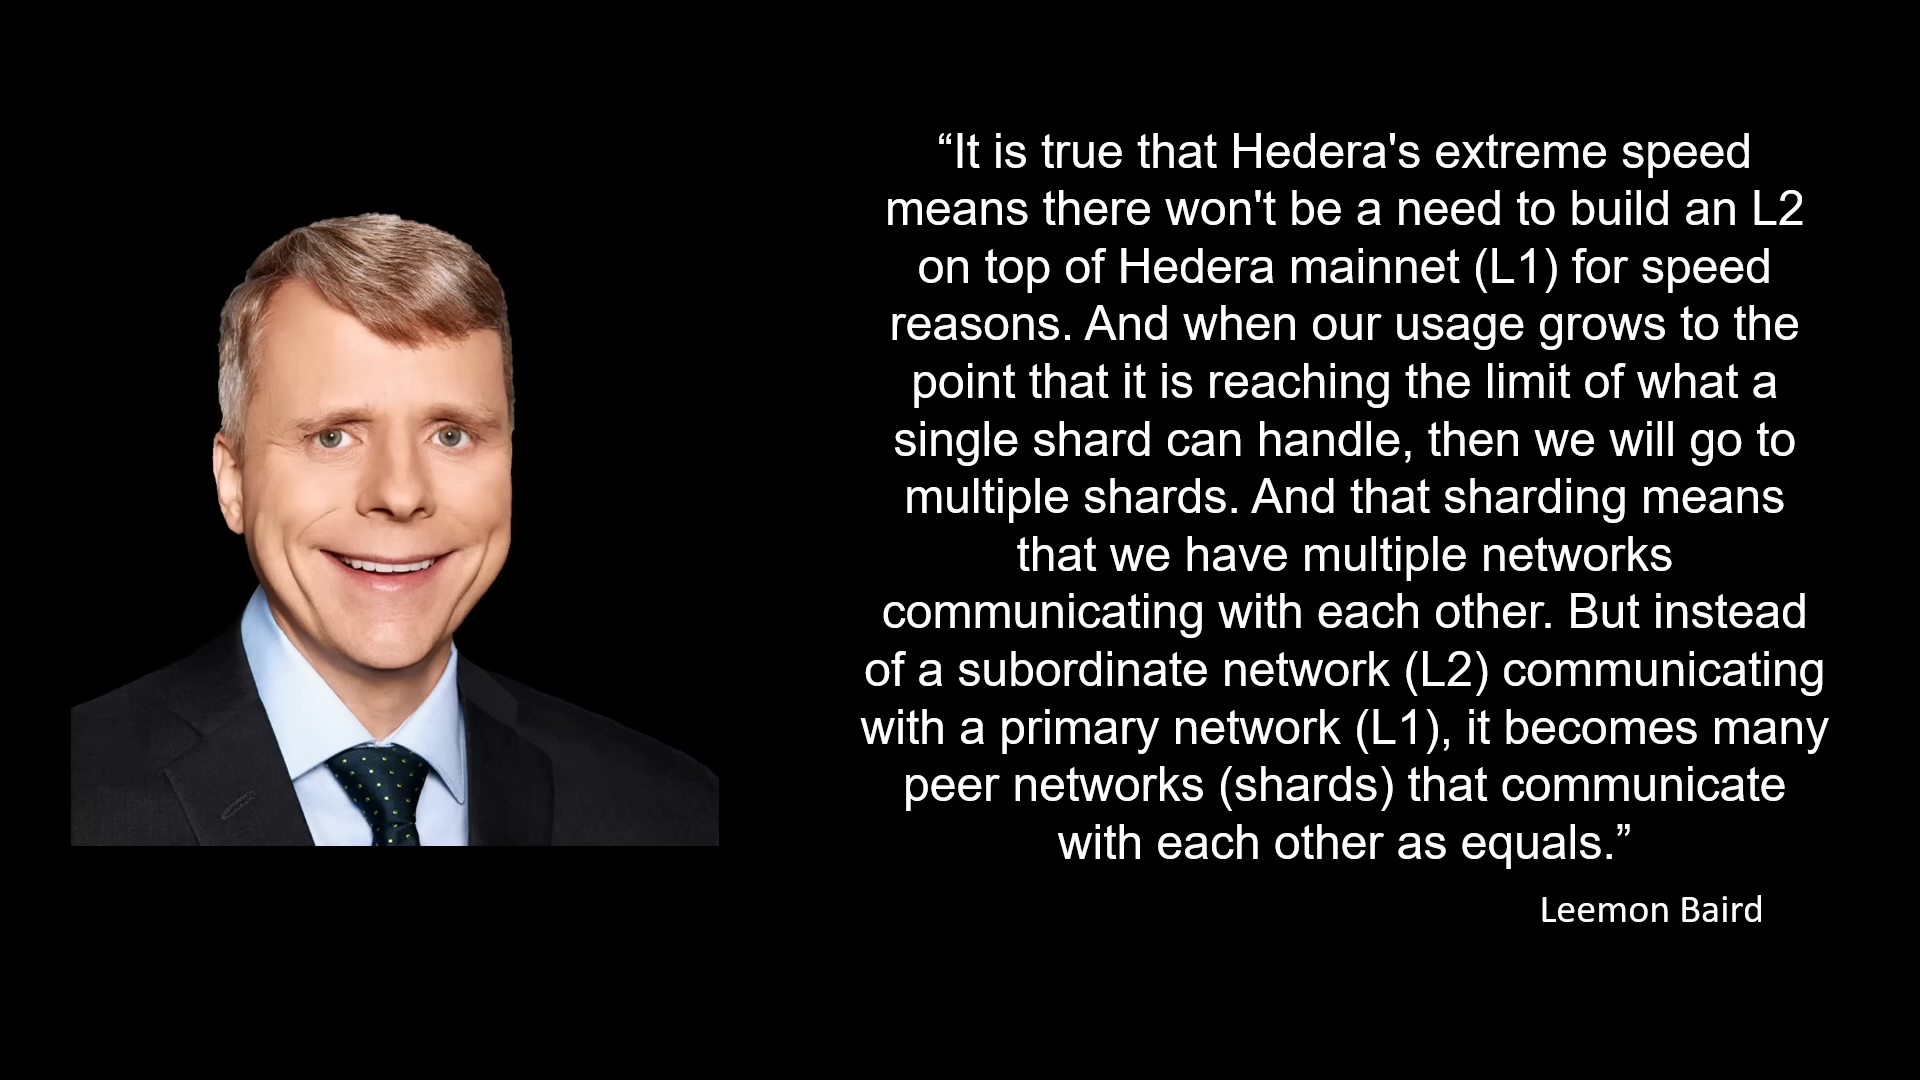 “It is true that Hedera's extreme speed
means there won't be a need to build an L2
on top of Hedera mainnet (L1) for speed
reasons. And when our usage grows to the
point that it is reaching the limit of what a
single shard can handle, then we will go to
multiple shards. And that sharding means
that we have multiple networks
communicating with each other. But instead
of a subordinate network (L2) communicating
with a primary network (L1), it becomes many
peer networks (shards) that communicate
with each other as equals.”
Leemon Baird